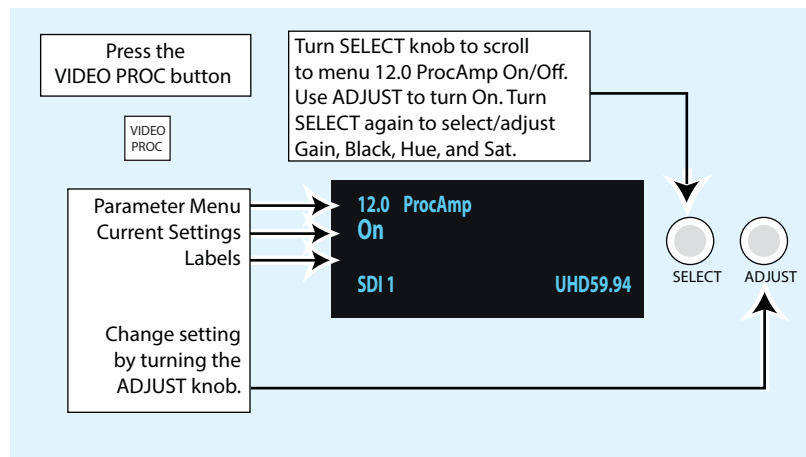 Press the
VIDEO PROC button
Turn SELECT knob to scroll
to menu 12.0 ProcAmp On/Off.
Use ADJUST to turn On. Turn
SELECT again to select/adjust
Gain, Black, Hue, and Sat.
VIDEO
PROC
Parameter Menu
Current Settings
Labels
Change setting
by turning the
ADJUST knob.
12.0 ProcAmp
On
SDI 1 UHD59.94
SELECT ADJUST